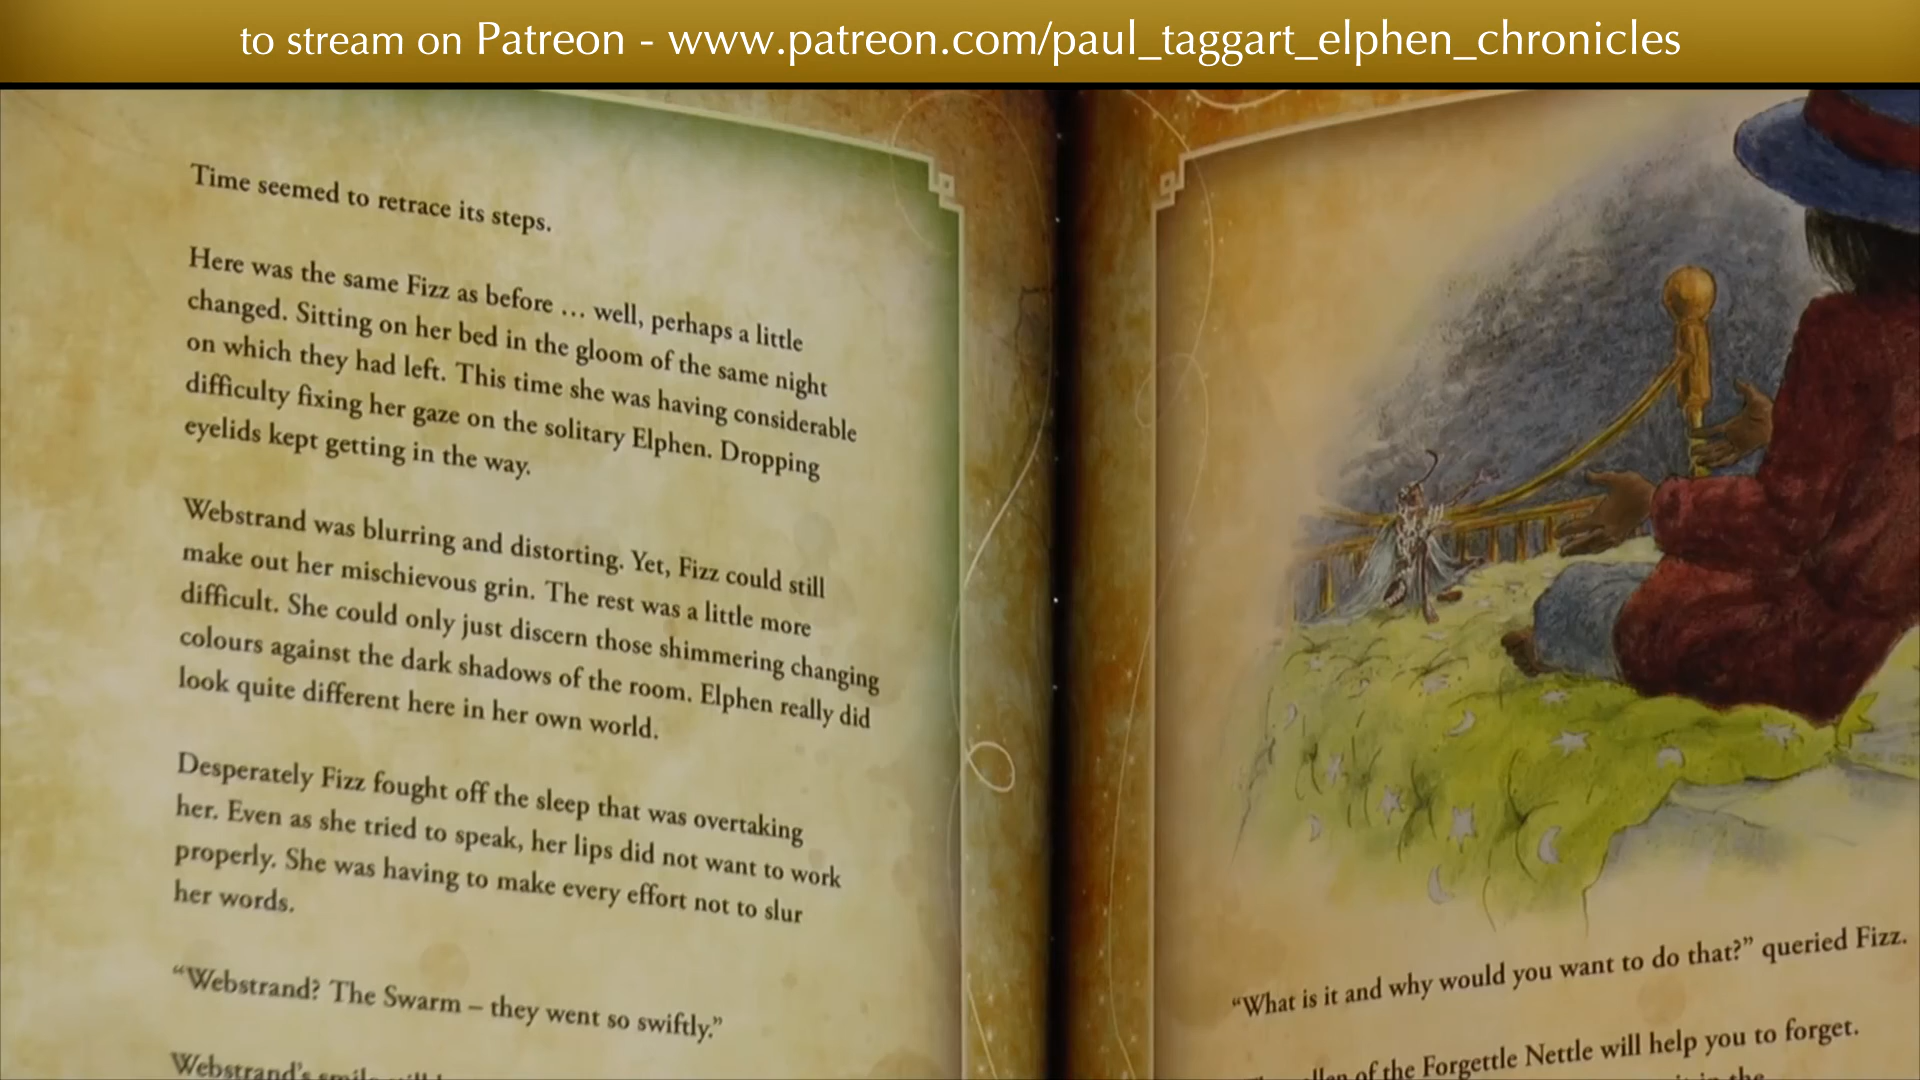 to stream on Patreon - www.patreon.com/paul_taggart_elphen_chronicles
Time seemed to retrace its steps.
Here was the same Fizz as before … well, perhaps a little
changed. Sitting on her bed in the gloom of the same night
on which they had left. This time she was having considerable
difficulty fixing her gaze on the solitary Elphen. Dropping
eyelids kept getting in the way.
Webstrand was blurring and distorting. Yet, Fizz could still
make out her mischievous grin. The rest was a little more
difficult. She could only just discern those shimmering changing
colours against the dark shadows of the room. Elphen really did
look quite different here in her own world.
Desperately Fizz fought off the sleep that was overtaking
her. Even as she tried to speak, her lips did not want to work
properly. She was having to make every effort not to slur
her words.
“Webstrand? The Swarm – they went so swiftly.”
Webstrand's smile
“What is it and why would you want to do that?” queried Fizz.
of the Forgettle Nettle will help you to forget.
in the